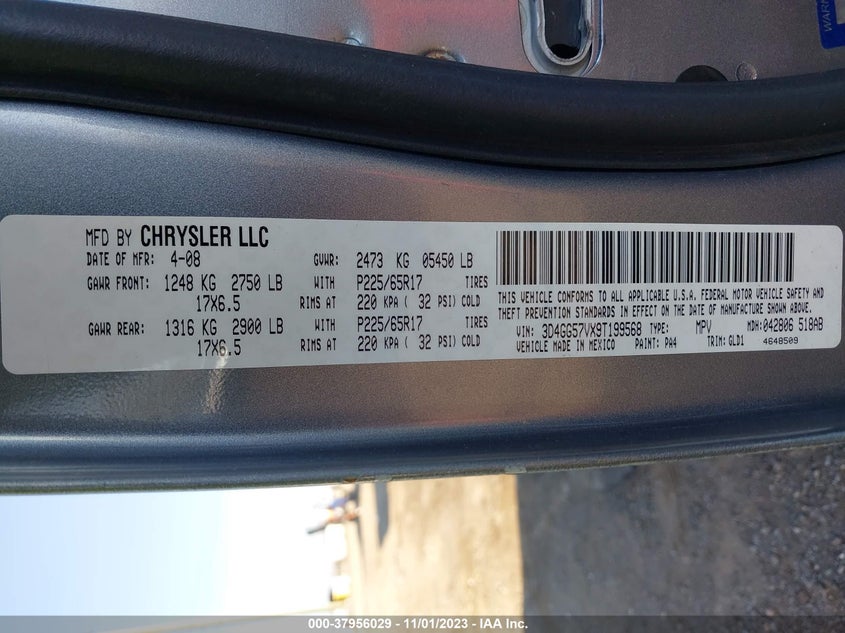 WARN
MFD BY CHRYSLER LLC
DATE OF MFR: 4-08 GVWR: 2473 KG 05450 LB
GAWR FRONT: 1248 KG 2750 LB WITH P225/65R17 TIRES
17X6.5 RIMS AT 220 KPA ( 32 PSI) COLD
GAWR REAR: 1316 KG 2900 LB WITH P225/65R17 TIRES
17X6.5 RIMS AT 220 KPA ( 32 PSI) COLD
THIS VEHICLE CONFORMS TO ALL APPLICABLE U.S.A. FEDERAL MOTOR VEHICLE SAFETY AND
THEFT PREVENTION STANDARDS IN EFFECT ON THE DATE OF MANUFACTURE SHOWN ABOVE.
VIN: 3D4GG57VX9T199568 TYPE: MPV MDH: 042806 518AB
VEHICLE MADE IN MEXICO PAINT: PA4 TRIM: GLD1 4648509
000-37956029 - 11/01/2023 - IAA Inc.